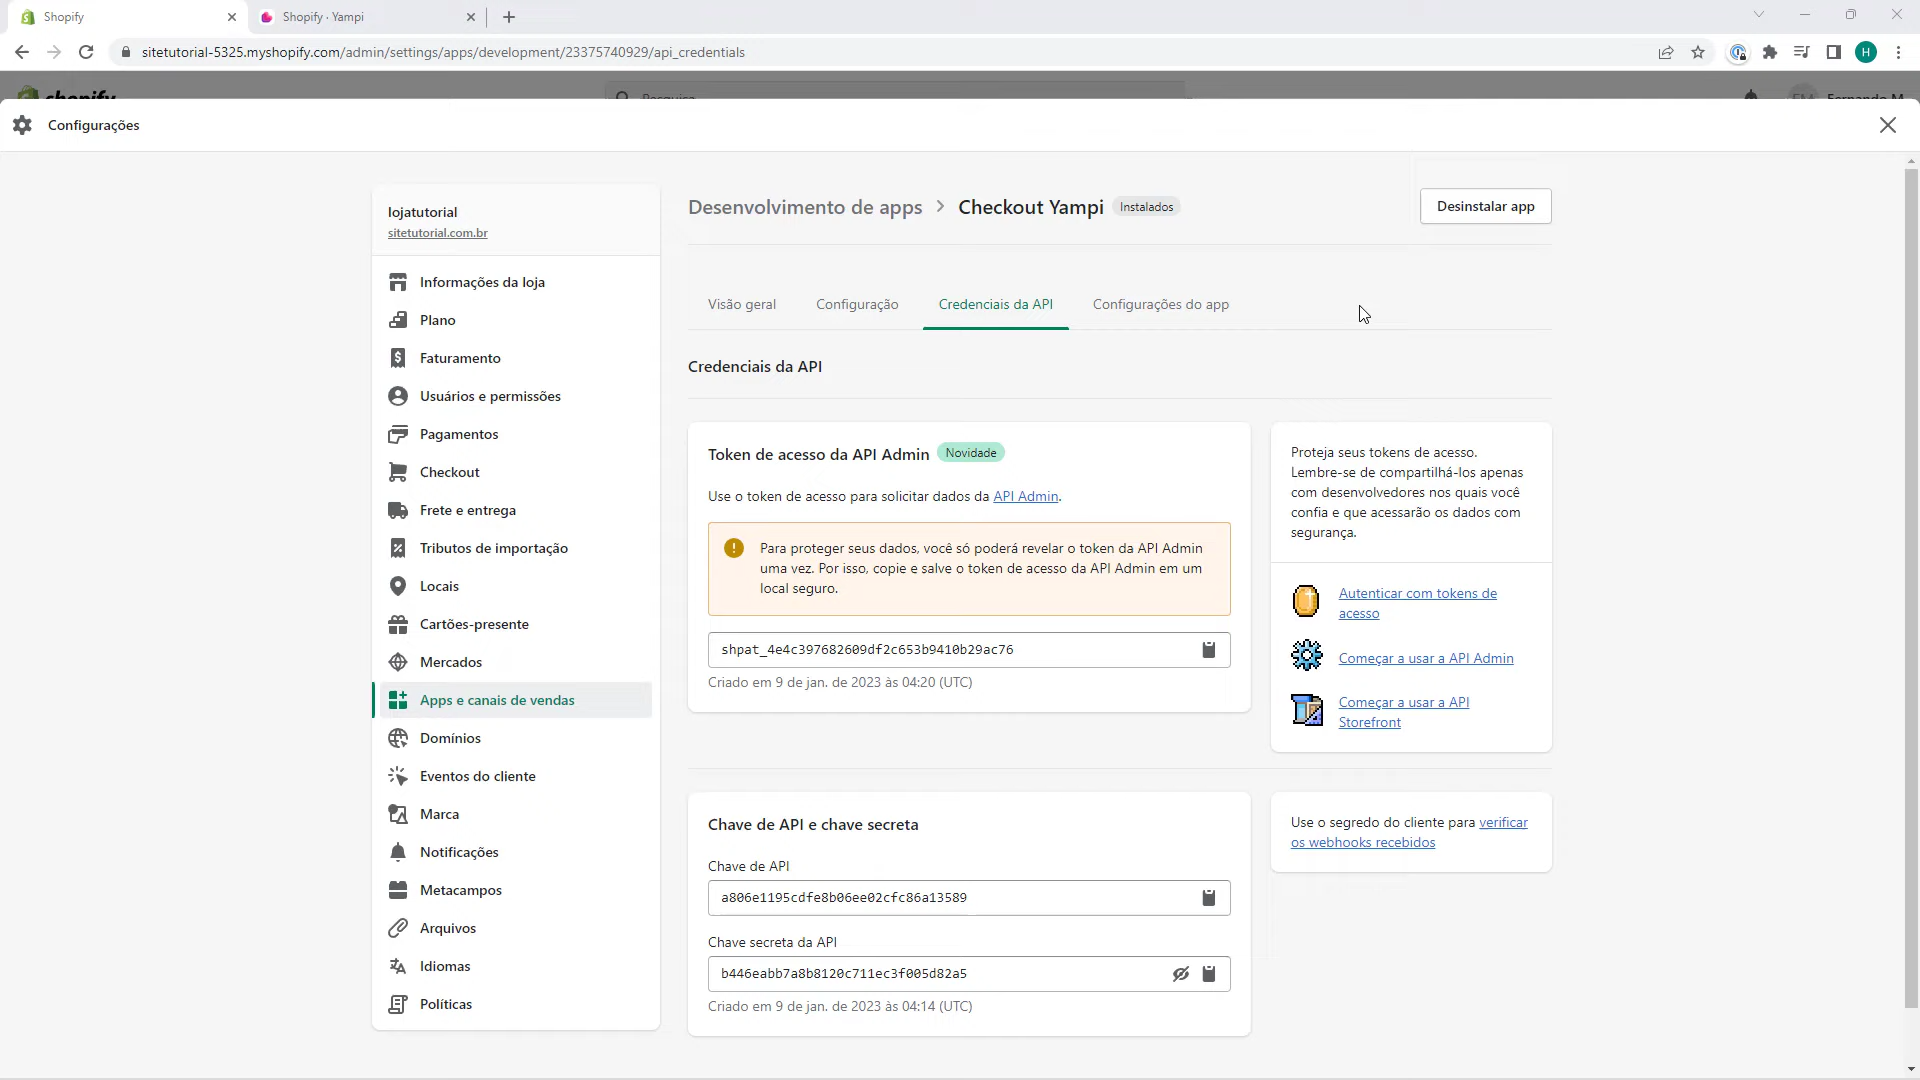 Shopify
Shopify · Yampi
sitetutorial-5325.myshopify.com/admin/settings/apps/development/23375740929/api_credentials
H
shopify
Pesquisa
Fernando M
Configurações
lojatutorial
sitetutorial.com.br
Informações da loja
Plano
Faturamento
Usuários e permissões
Pagamentos
Checkout
Frete e entrega
Tributos de importação
Locais
Cartões-presente
Mercados
Apps e canais de vendas
Domínios
Eventos do cliente
Marca
Notificações
Metacampos
Arquivos
Idiomas
Políticas
Desenvolvimento de apps > Checkout Yampi Instalados
Desinstalar app
Visão geral
Configuração
Credenciais da API
Configurações do app
Credenciais da API
Token de acesso da API Admin Novidade
Use o token de acesso para solicitar dados da API Admin.
Para proteger seus dados, você só poderá revelar o token da API Admin
uma vez. Por isso, copie e salve o token de acesso da API Admin em um
local seguro.
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
Criado em 9 de jan. de 2023 às 04:20 (UTC)
Proteja seus tokens de acesso.
Lembre-se de compartilhá-los apenas
com desenvolvedores nos quais você
confia e que acessarão os dados com
segurança.
Autenticar com tokens de
acesso
Começar a usar a API Admin
Começar a usar a API
Storefront
Chave de API e chave secreta
Chave de API
a806e1195cdfe8b06ee02cfc86a13589
Chave secreta da API
b446eabb7a8b8120c711ec3f005d82a5
Criado em 9 de jan. de 2023 às 04:14 (UTC)
Use o segredo do cliente para verificar
os webhooks recebidos